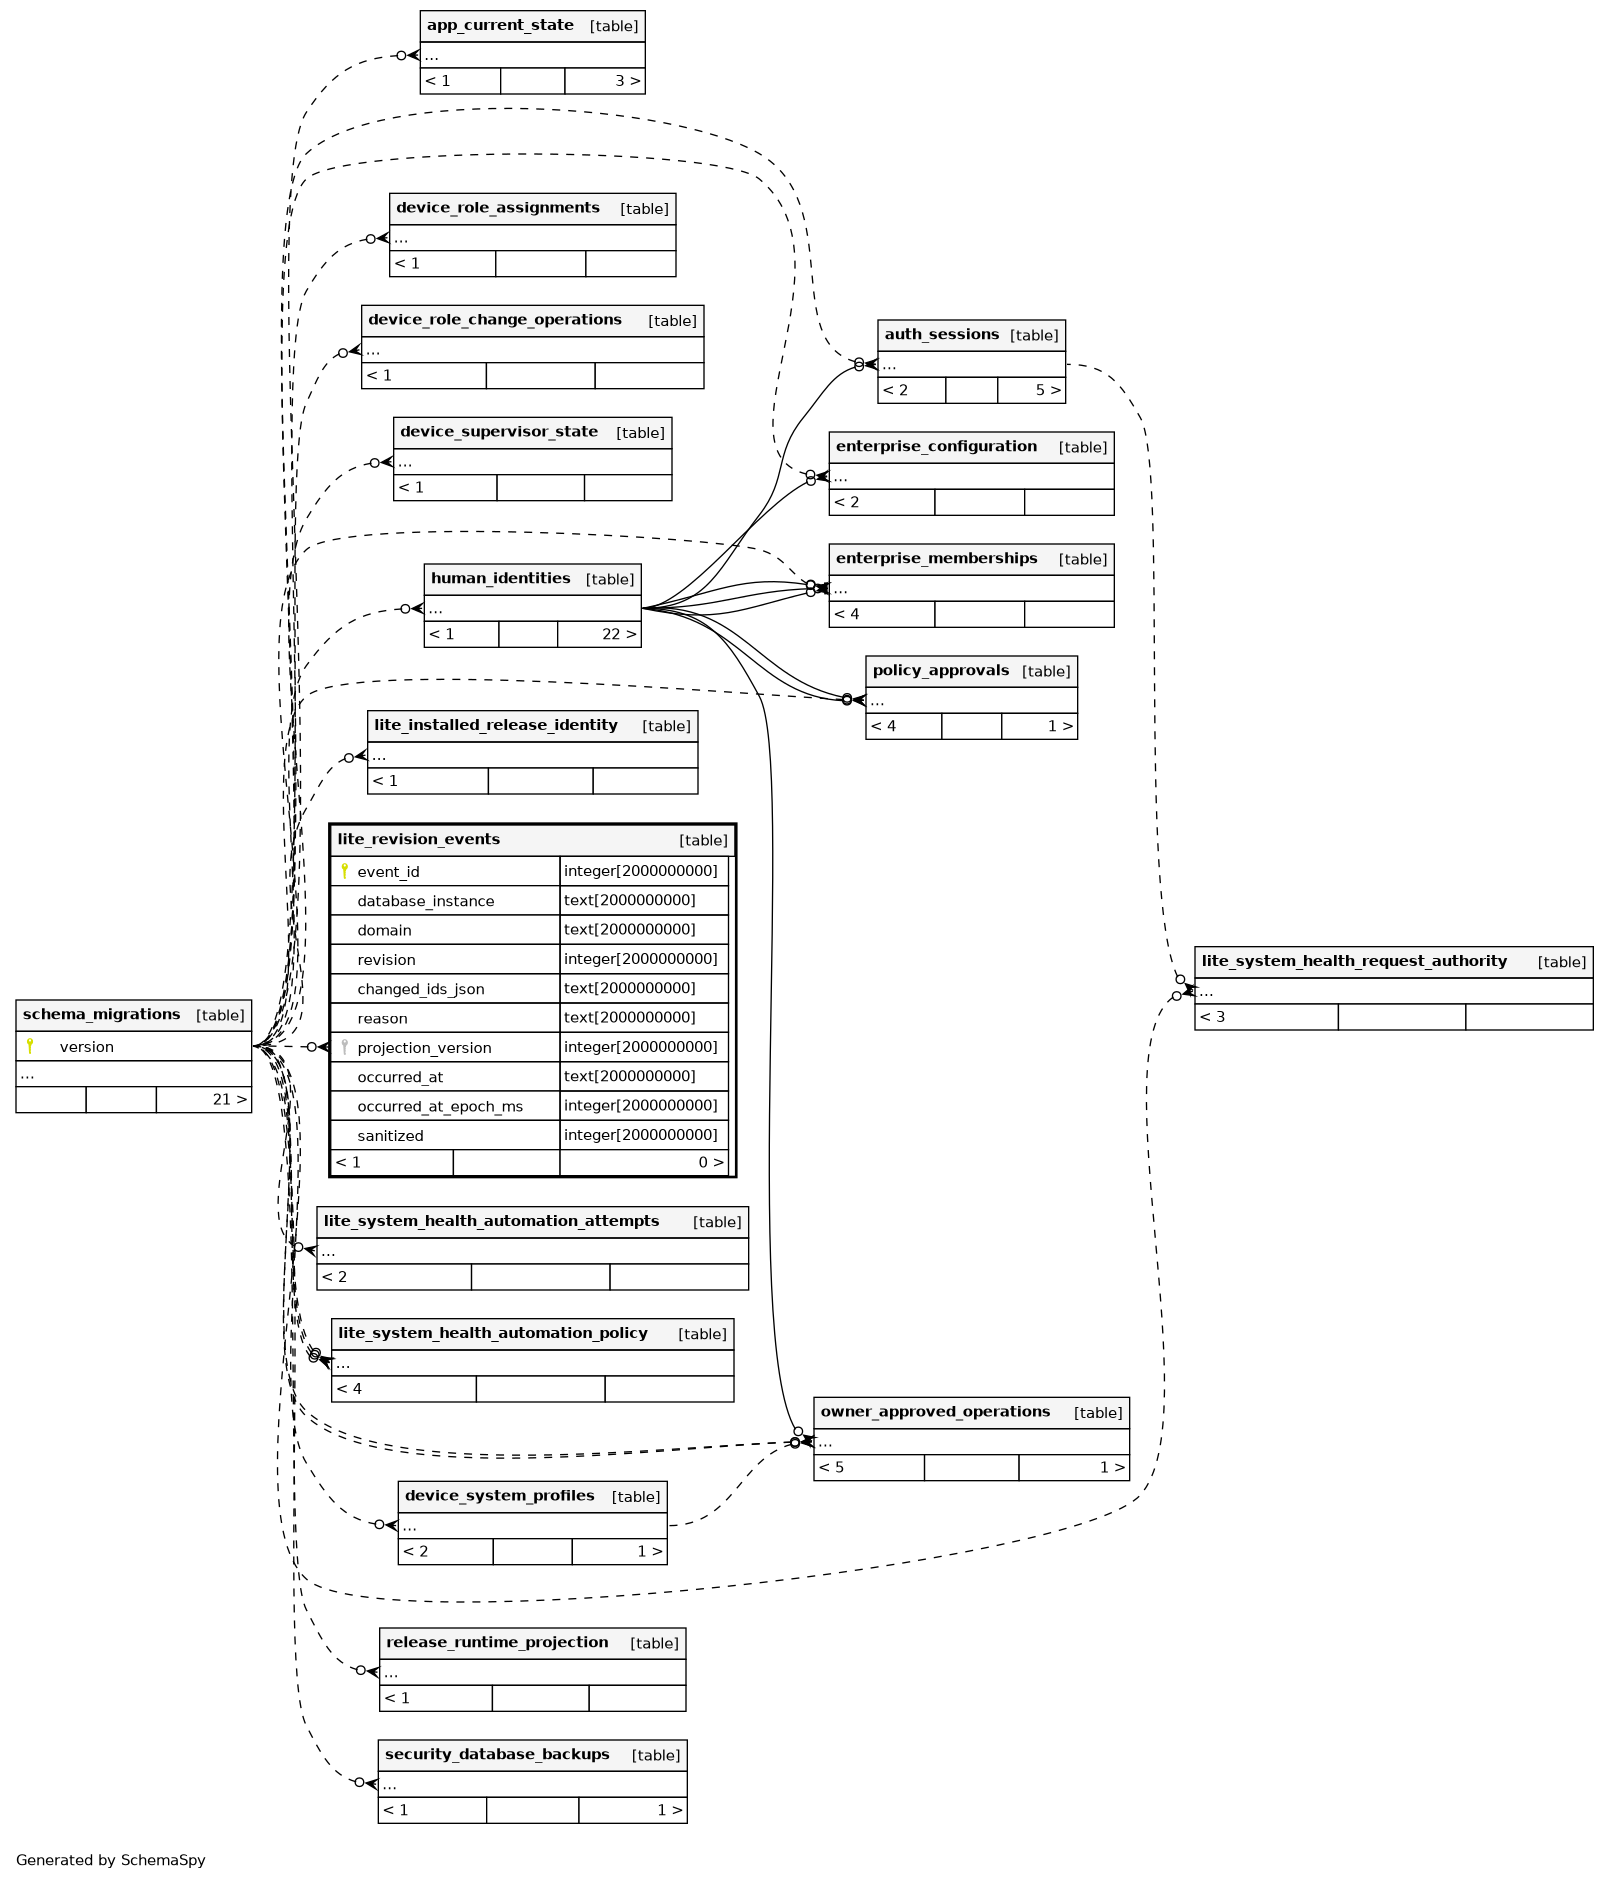 app_current_state [table]
...
< 1 3 >
device_role_assignments [table]
...
< 1
device_role_change_operations [table]
...
< 1
auth_sessions [table]
...
< 2 5 >
device_supervisor_state [table]
...
< 1
enterprise_configuration [table]
...
< 2
enterprise_memberships [table]
...
< 4
human_identities [table]
...
< 1 22 >
policy_approvals [table]
...
< 4 1 >
lite_installed_release_identity [table]
...
< 1
lite_revision_events [table]
event_id integer[2000000000]
database_instance text[2000000000]
domain text[2000000000]
revision integer[2000000000]
changed_ids_json text[2000000000]
reason text[2000000000]
projection_version integer[2000000000]
occurred_at text[2000000000]
occurred_at_epoch_ms integer[2000000000]
sanitized integer[2000000000]
< 1 0 >
lite_system_health_request_authority [table]
...
< 3
schema_migrations [table]
version
...
21 >
lite_system_health_automation_attempts [table]
...
< 2
lite_system_health_automation_policy [table]
...
< 4
owner_approved_operations [table]
...
< 5 1 >
device_system_profiles [table]
...
< 2 1 >
release_runtime_projection [table]
...
< 1
security_database_backups [table]
...
< 1 1 >
Generated by SchemaSpy